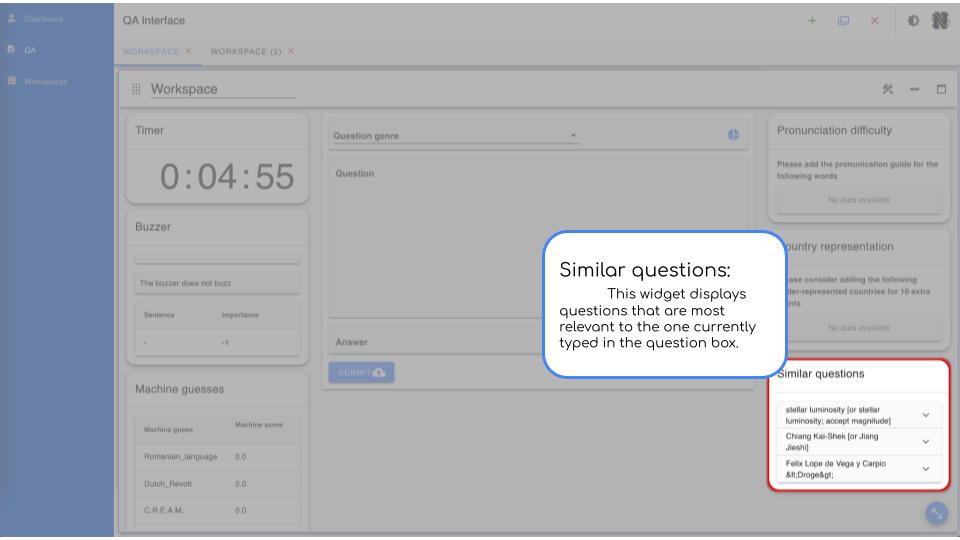 Dashboard
QA Interface
QA
WORKSPACE × WORKSPACE (2) ×
Workspaces
Workspace
Timer
0:04:55
Buzzer
The buzzer does not buzz
Sentence Importance
- -1
Machine guesses
Machine guess Machine score
Romanian_language 0.0
Dutch_Revolt 0.0
C.R.E.A.M. 0.0
Question genre
Question
Answer
SUBMIT
Similar questions:
This widget displays
questions that are most
relevant to the one currently
typed in the question box.
Pronunciation difficulty
Please add the pronunication guide for the
following words
No data available
ountry representation
ase consider adding the following
der-represented countries for 10 extra
nts
No data available
Similar questions
stellar luminosity [or stellar
luminosity; accept magnitude]
Chiang Kai-Shek [or Jiang
Jieshi]
Felix Lope de Vega y Carpio
&lt;Droge&gt;